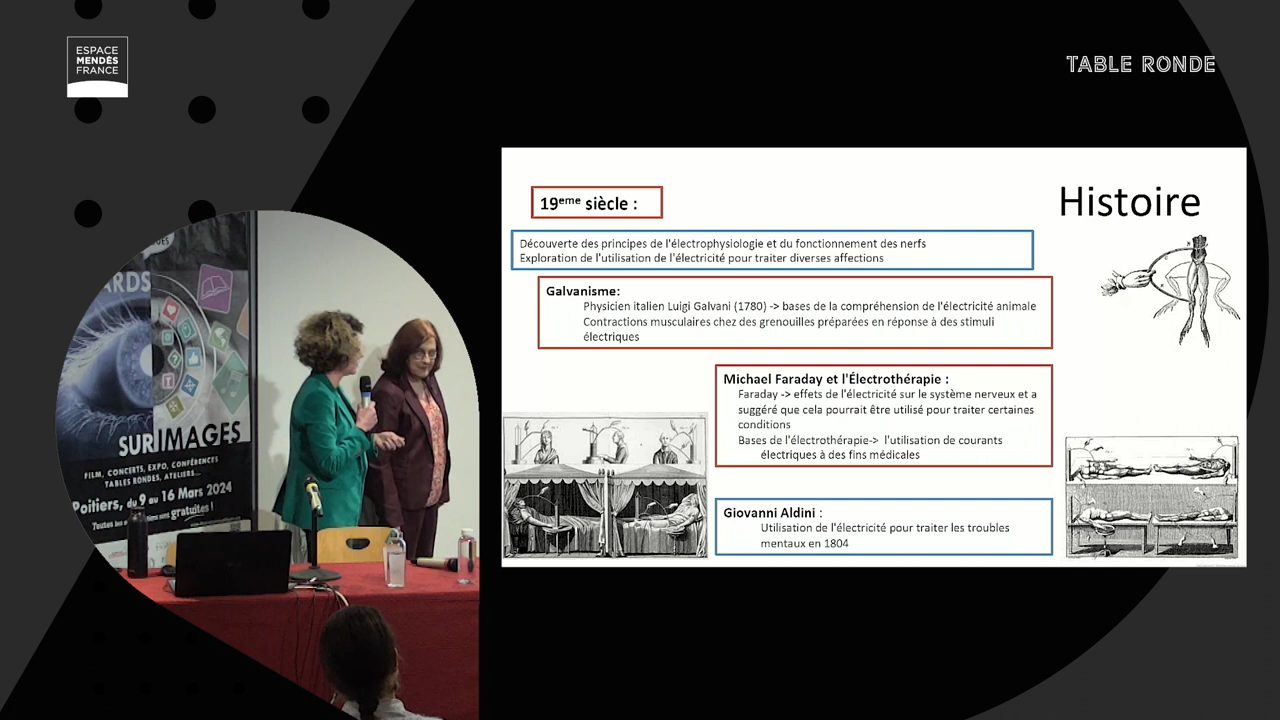 ESPACE
MENDÈS
FRANCE
TABLE RONDE
ARDS
SURIMAGES
FILM, CONCERTS, EXPO, CONFÉRENCES
TABLES RONDES, ATELIERS...
Poitiers, du 9 au 16 Mars 2024
gratuites !
Histoire
19eme siècle :
Découverte des principes de l'électrophysiologie et du fonctionnement des nerfs
Exploration de l'utilisation de l'électricité pour traiter diverses affections
Galvanisme:
Physicien italien Luigi Galvani (1780) -> bases de la compréhension de l'électricité animale
Contractions musculaires chez des grenouilles préparées en réponse à des stimuli
électriques
Michael Faraday et l'Électrothérapie :
Faraday -> effets de l'électricité sur le système nerveux et a
suggéré que cela pourrait être utilisé pour traiter certaines
conditions
Bases de l'électrothérapie-> l'utilisation de courants
électriques à des fins médicales
Giovanni Aldini :
Utilisation de l'électricité pour traiter les troubles
mentaux en 1804